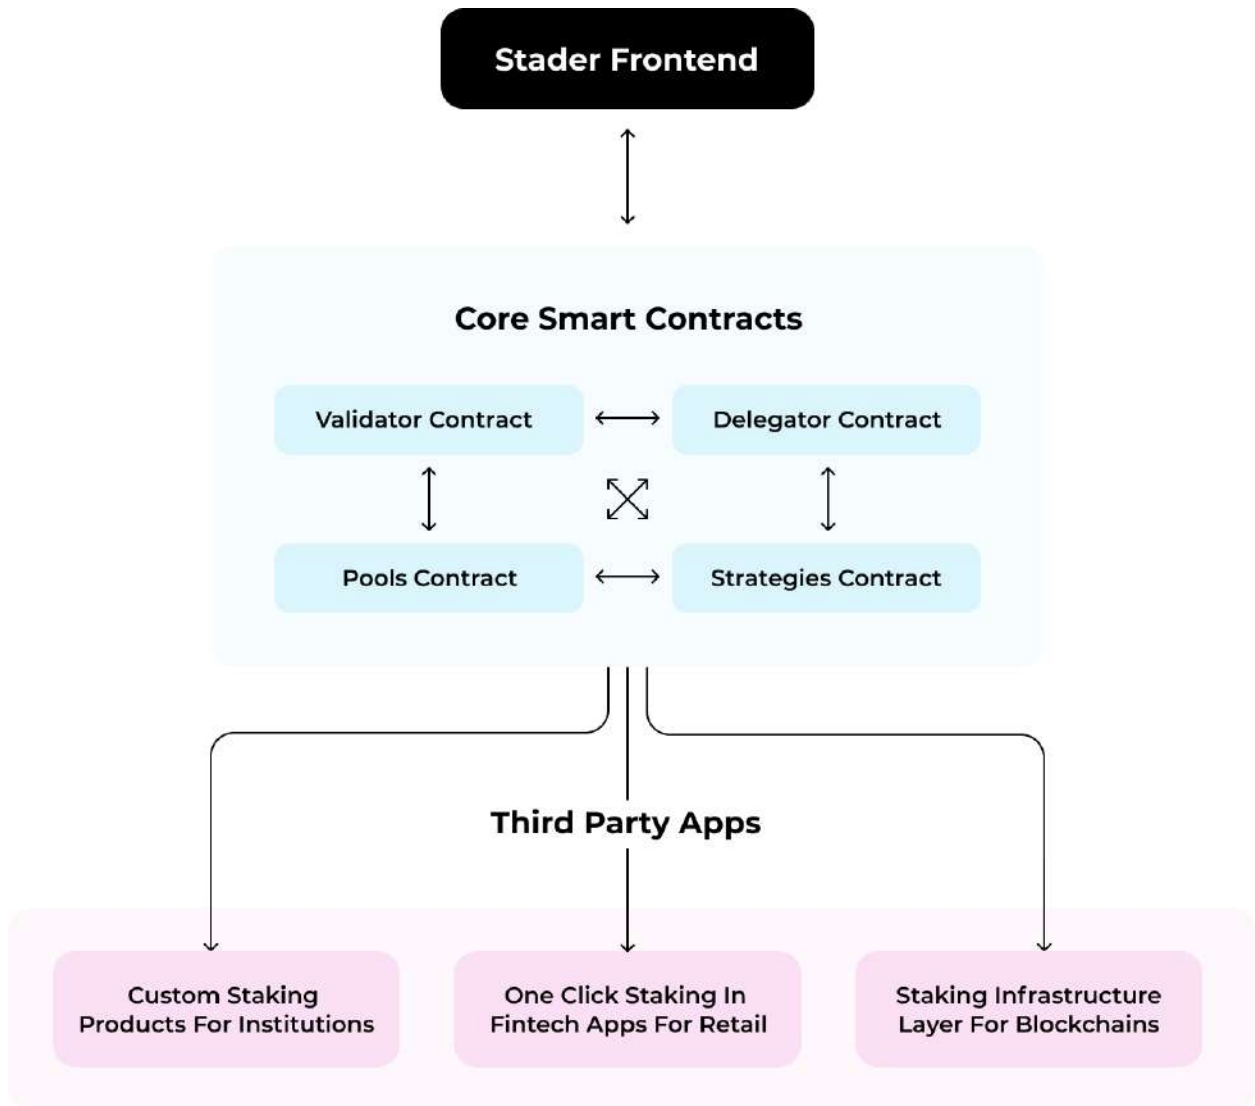 Stader Frontend
Core Smart Contracts
Validator Contract
Delegator Contract
Pools Contract
Strategies Contract
Third Party Apps
Custom Staking
Products For Institutions
One Click Staking In
Fintech Apps For Retail
Staking Infrastructure
Layer For Blockchains